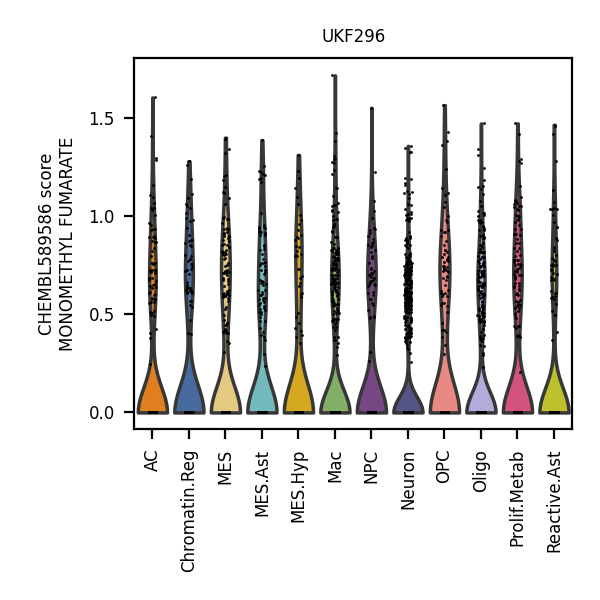 UKF296
CHEMBL589586 score
MONOMETHYL FUMARATE
1.5
1.0
0.5
0.0
AC
Chromatin.Reg
MES
MES.Ast
MES.Hyp
Mac
NPC
Neuron
OPC
Oligo
Prolif.Metab
Reactive.Ast